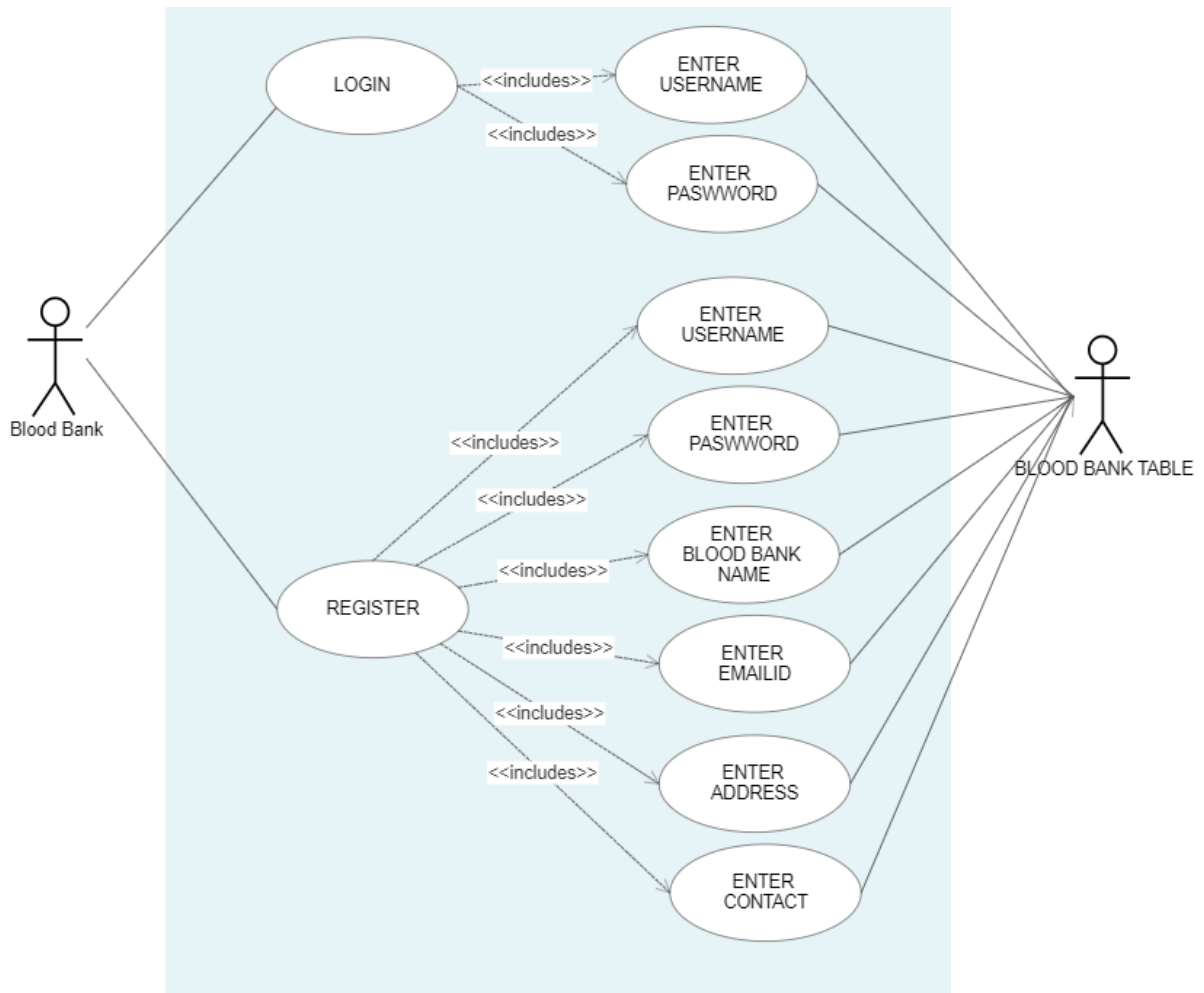 LOGIN
<<includes>>
ENTER
USERNAME
<<includes>>
ENTER
PASWWORD
Blood Bank
ENTER
USERNAME
<<includes>>
ENTER
PASWWORD
<<includes>>
BLOOD BANK TABLE
ENTER
BLOOD BANK
NAME
<<includes>>
REGISTER
<<includes>>
ENTER
EMAILID
<<includes>>
ENTER
ADDRESS
<<includes>>
ENTER
CONTACT